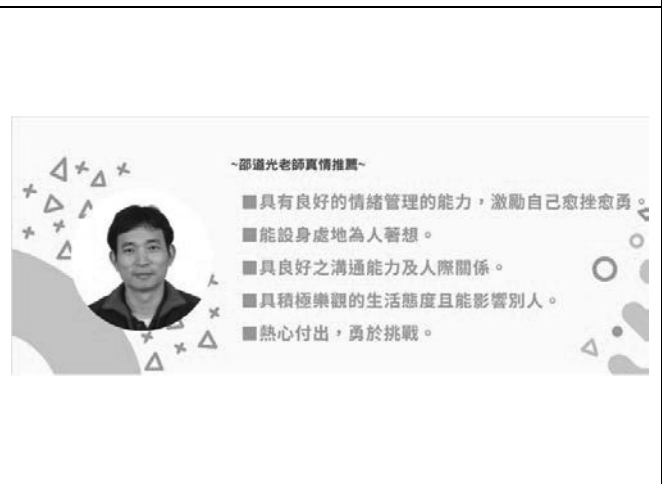 ~邵道光老師真情推薦~
■具有良好的情緒管理的能力，激勵自己愈挫愈勇。
■能設身處地為人著想。
■具良好之溝通能力及人際關係。
■具積極樂觀的生活態度且能影響別人。
■熱心付出，勇於挑戰。